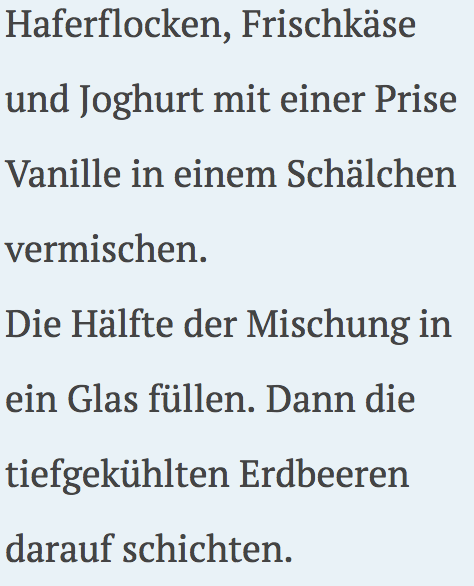 Haferflocken, Frischkäse
und Joghurt mit einer Prise
Vanille in einem Schälchen
vermischen.
Die Hälfte der Mischung in
ein Glas füllen. Dann die
tiefgekühlten Erdbeeren
darauf schichten.